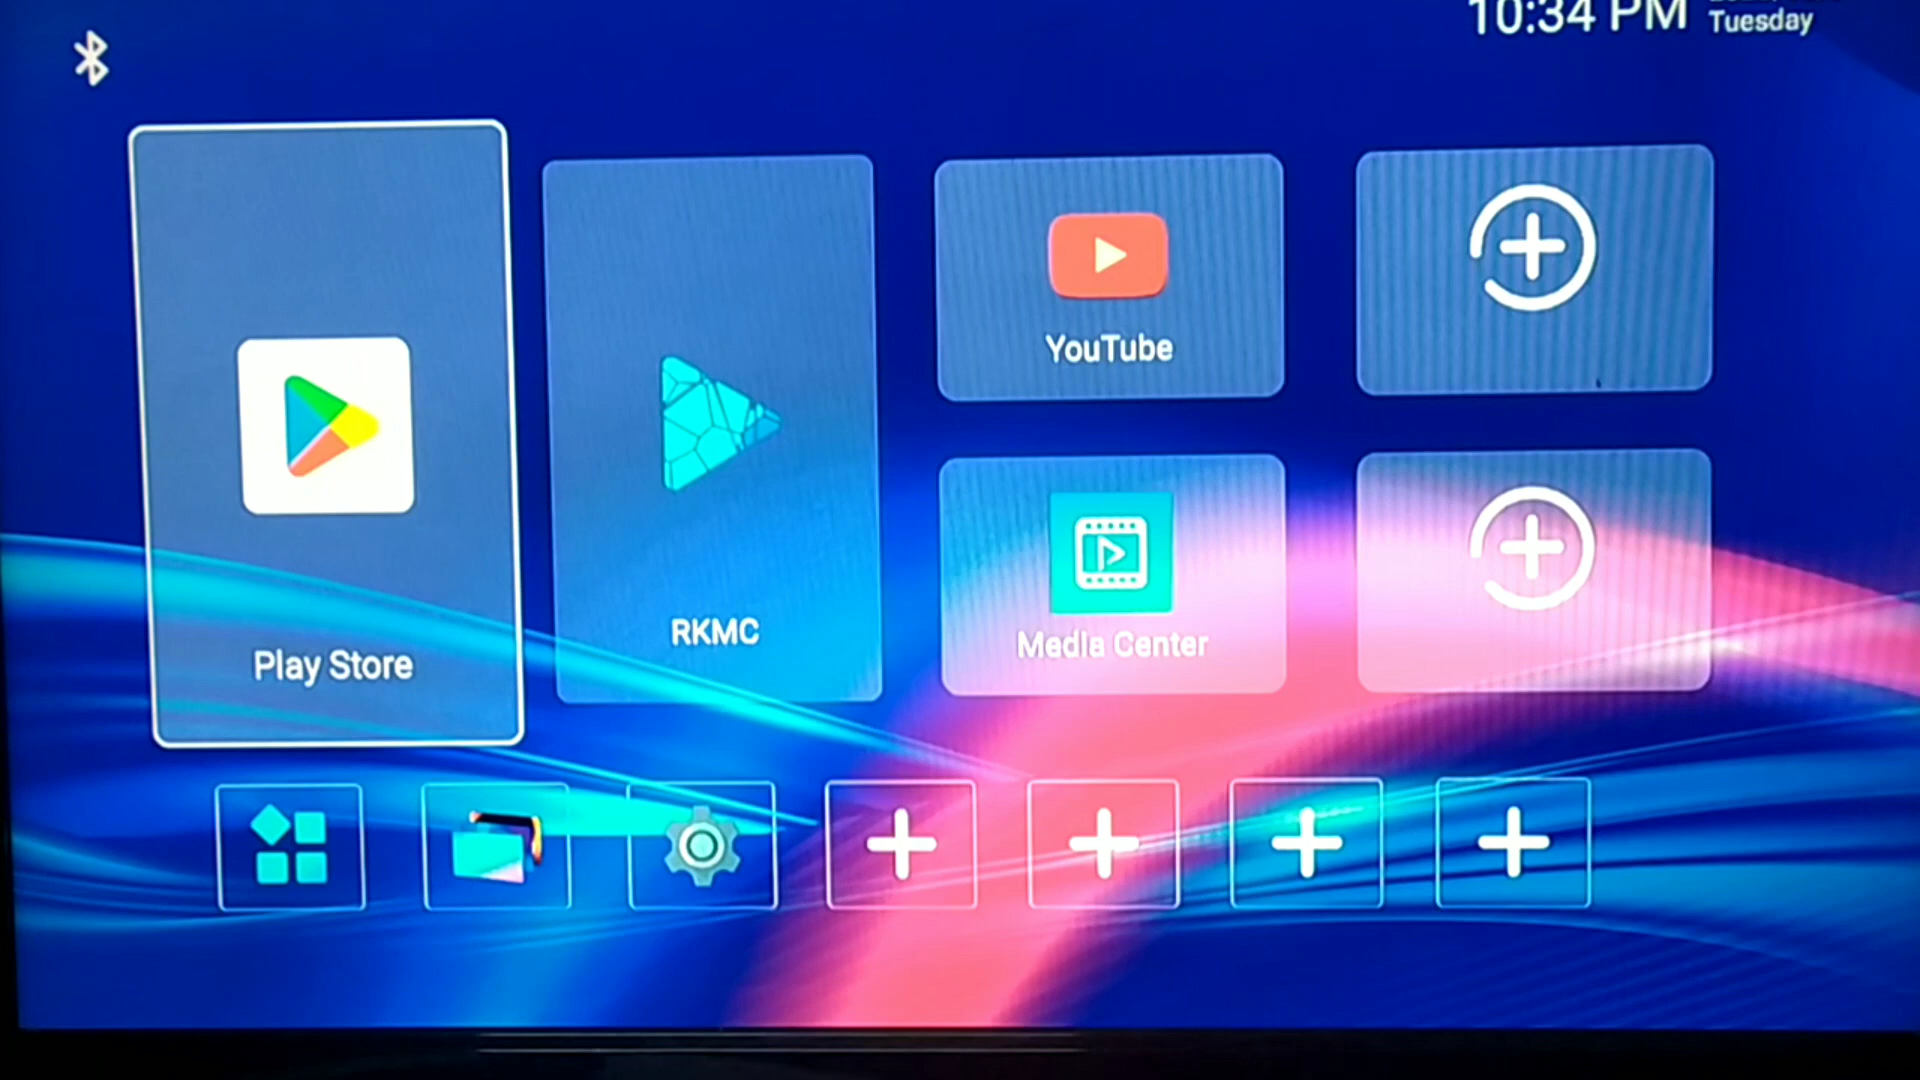 10:34 PM
Tuesday
Play Store
RKMC
YouTube
Media Center